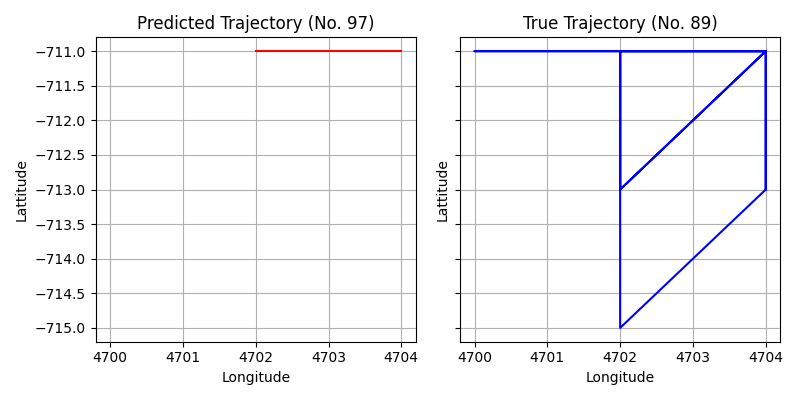 Predicted Trajectory (No. 97)
True Trajectory (No. 89)
Lattitude
−711.0
−711.5
−712.0
−712.5
−713.0
−713.5
−714.0
−714.5
−715.0
4700 4701 4702 4703 4704
Longitude
Lattitude
4700 4701 4702 4703 4704
Longitude